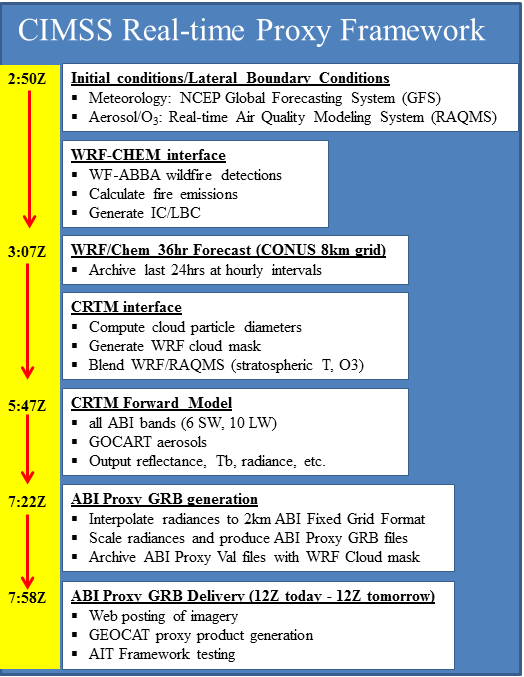 CIMSS Real-time Proxy Framework
2:50Z
Initial conditions/Lateral Boundary Conditions
▪ Meteorology: NCEP Global Forecasting System (GFS)
▪ Aerosol/O3: Real-time Air Quality Modeling System (RAQMS)
WRF-CHEM interface
▪ WF-ABBA wildfire detections
▪ Calculate fire emissions
▪ Generate IC/LBC
3:07Z
WRF/Chem 36hr Forecast (CONUS 8km grid)
▪ Archive last 24hrs at hourly intervals
CRTM interface
▪ Compute cloud particle diameters
▪ Generate WRF cloud mask
▪ Blend WRF/RAQMS (stratospheric T, O3)
5:47Z
CRTM Forward Model
▪ all ABI bands (6 SW, 10 LW)
▪ GOCART aerosols
▪ Output reflectance, Tb, radiance, etc.
7:22Z
ABI Proxy GRB generation
▪ Interpolate radiances to 2km ABI Fixed Grid Format
▪ Scale radiances and produce ABI Proxy GRB files
▪ Archive ABI Proxy Val files with WRF Cloud mask
7:58Z
ABI Proxy GRB Delivery (12Z today - 12Z tomorrow)
▪ Web posting of imagery
▪ GEOCAT proxy product generation
▪ AIT Framework testing